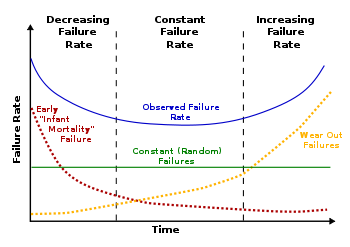 Decreasing
Failure
Rate
Constant
Failure
Rate
Increasing
Failure
Rate
Early
"Infant
Mortality"
Failure
Observed Failure
Rate
Constant (Random)
Failures
Wear Out
Failures
Failure Rate
Time